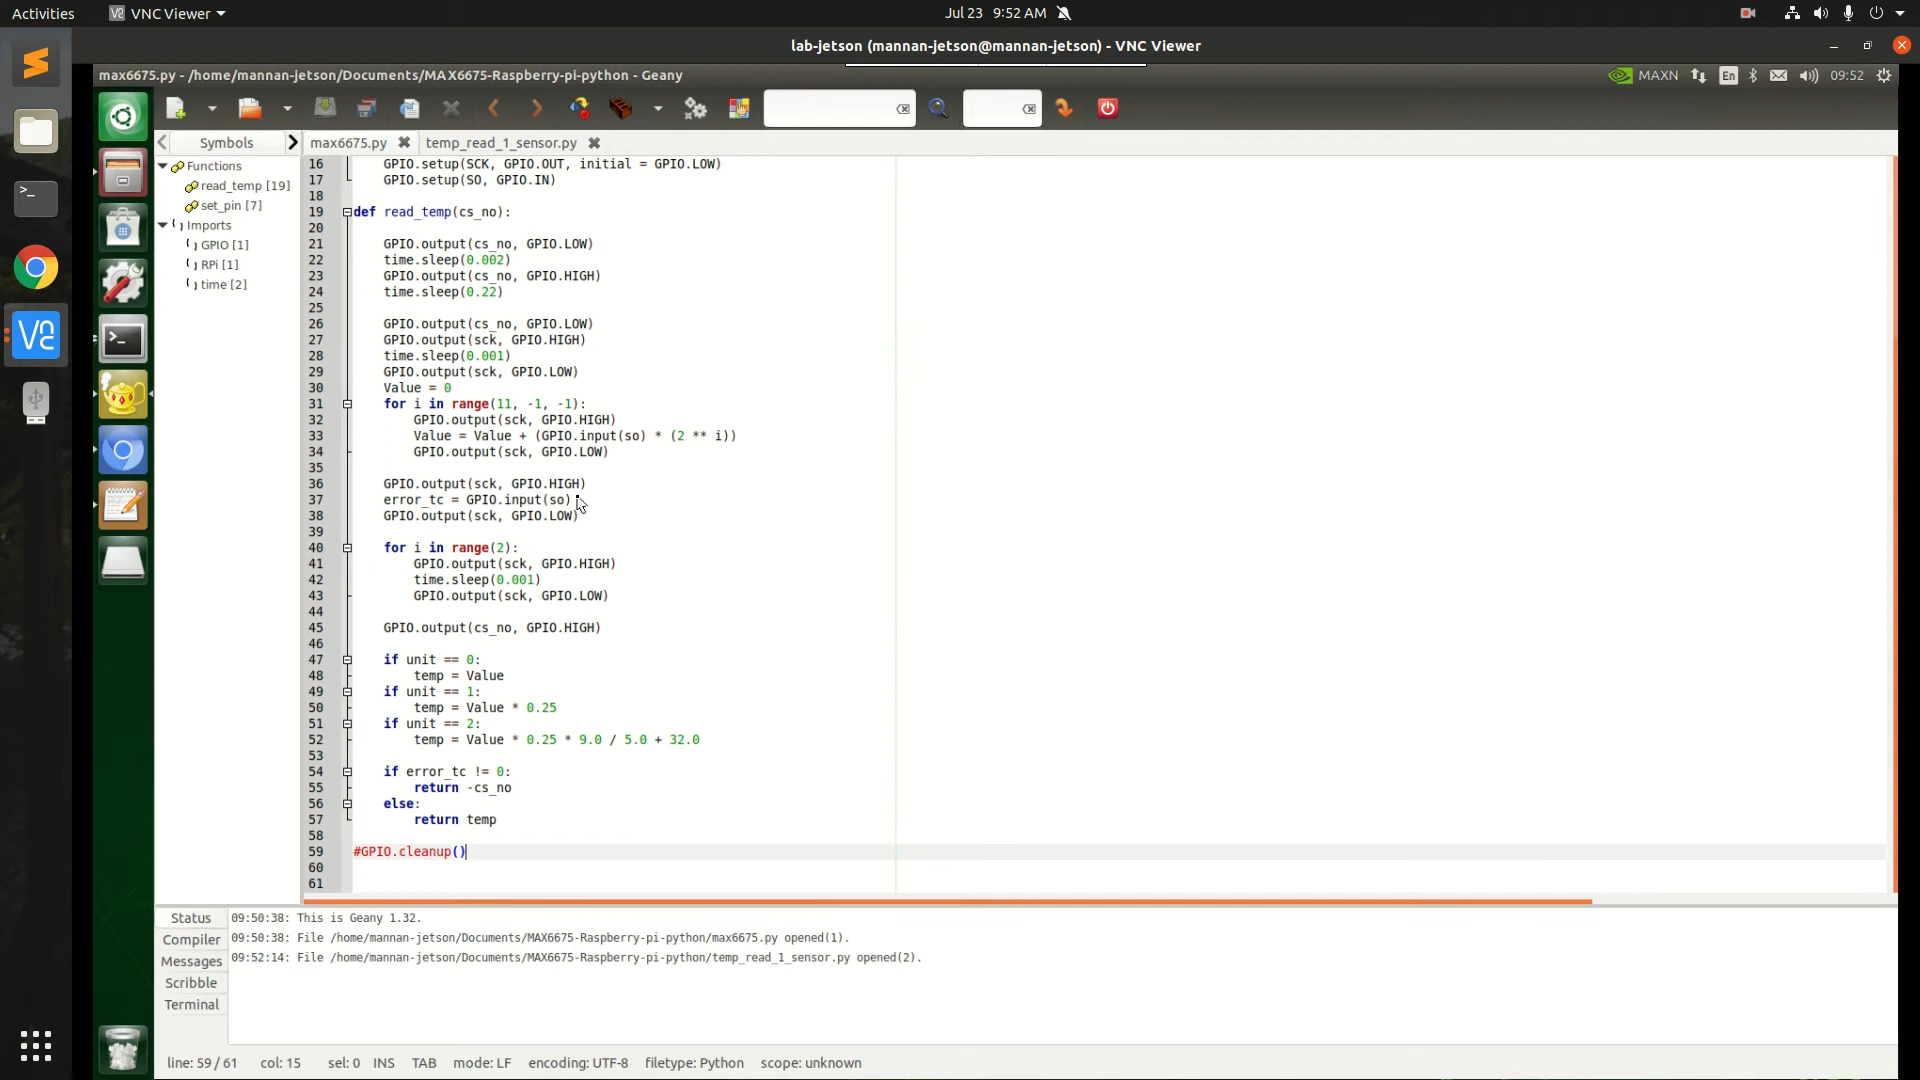 Activities VNC Viewer Jul 23 9:52 AM
lab-jetson (mannan-jetson@mannan-jetson) - VNC Viewer
max6675.py - /home/mannan-jetson/Documents/MAX6675-Raspberry-pi-python - Geany MAXN En 09:52
Symbols max6675.py temp_read_1_sensor.py
Functions
read_temp [19]
set_pin [7]
Imports
GPIO [1]
RPi [1]
time [2]
16 GPIO.setup(SCK, GPIO.OUT, initial = GPIO.LOW)
17 GPIO.setup(SO, GPIO.IN)
18
19 def read_temp(cs_no):
20
21 GPIO.output(cs_no, GPIO.LOW)
22 time.sleep(0.002)
23 GPIO.output(cs_no, GPIO.HIGH)
24 time.sleep(0.22)
25
26 GPIO.output(cs_no, GPIO.LOW)
27 GPIO.output(sck, GPIO.HIGH)
28 time.sleep(0.001)
29 GPIO.output(sck, GPIO.LOW)
30 Value = 0
31 for i in range(11, -1, -1):
32 GPIO.output(sck, GPIO.HIGH)
33 Value = Value + (GPIO.input(so) * (2 ** i))
34 GPIO.output(sck, GPIO.LOW)
35
36 GPIO.output(sck, GPIO.HIGH)
37 error_tc = GPIO.input(so)
38 GPIO.output(sck, GPIO.LOW)
39
40 for i in range(2):
41 GPIO.output(sck, GPIO.HIGH)
42 time.sleep(0.001)
43 GPIO.output(sck, GPIO.LOW)
44
45 GPIO.output(cs_no, GPIO.HIGH)
46
47 if unit == 0:
48 temp = Value
49 if unit == 1:
50 temp = Value * 0.25
51 if unit == 2:
52 temp = Value * 0.25 * 9.0 / 5.0 + 32.0
53
54 if error_tc != 0:
55 return -cs_no
56 else:
57 return temp
58
59 #GPIO.cleanup()
60
61
Status
Compiler
Messages
Scribble
Terminal
09:50:38: This is Geany 1.32.
09:50:38: File /home/mannan-jetson/Documents/MAX6675-Raspberry-pi-python/max6675.py opened(1).
09:52:14: File /home/mannan-jetson/Documents/MAX6675-Raspberry-pi-python/temp_read_1_sensor.py opened(2).
line: 59 / 61 col: 15 sel: 0 INS TAB mode: LF encoding: UTF-8 filetype: Python scope: unknown